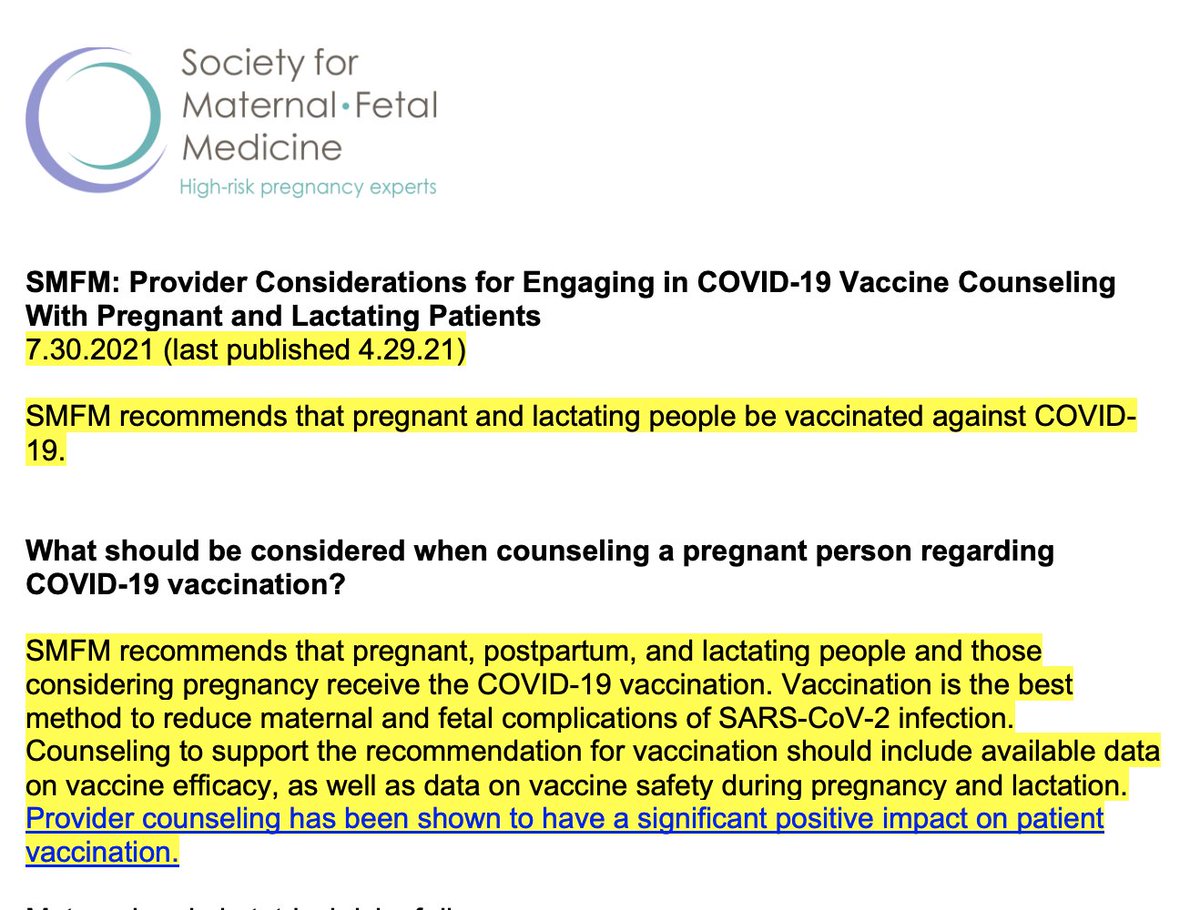 Society for
Maternal•Fetal
Medicine
High-risk pregnancy experts
SMFM: Provider Considerations for Engaging in COVID-19 Vaccine Counseling
With Pregnant and Lactating Patients
7.30.2021 (last published 4.29.21)
SMFM recommends that pregnant and lactating people be vaccinated against COVID-
19.
What should be considered when counseling a pregnant person regarding
COVID-19 vaccination?
SMFM recommends that pregnant, postpartum, and lactating people and those
considering pregnancy receive the COVID-19 vaccination. Vaccination is the best
method to reduce maternal and fetal complications of SARS-CoV-2 infection.
Counseling to support the recommendation for vaccination should include available data
on vaccine efficacy, as well as data on vaccine safety during pregnancy and lactation.
Provider counseling has been shown to have a significant positive impact on patient
vaccination.